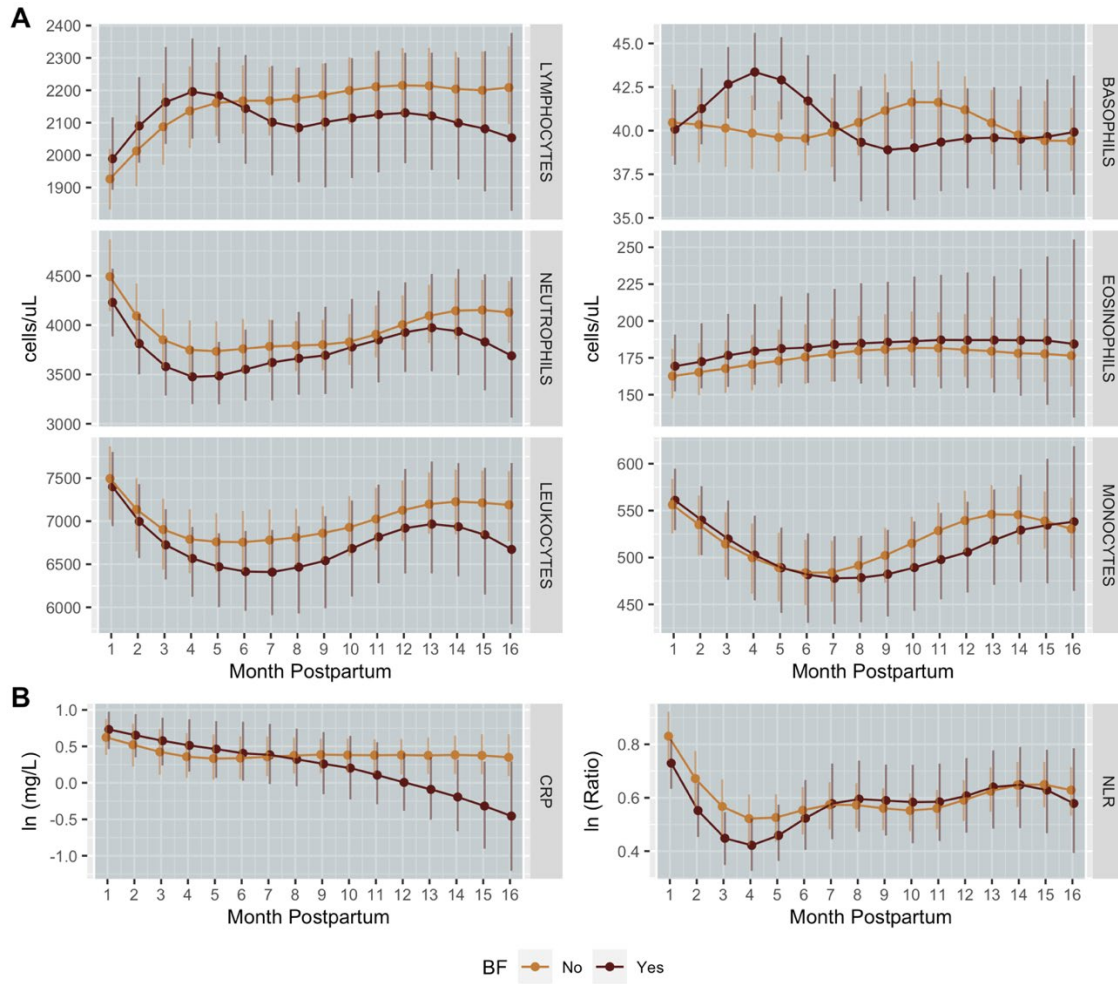 A
2400
2300
2200
2100
2000
1900
LYMPHOCYTES
45.0
42.5
40.0
37.5
35.0
BASOPHILS
cells/uL
4500
4000
3500
3000
NEUTROPHILS
cells/uL
250
225
200
175
150
EOSINOPHILS
7500
7000
6500
6000
LEUKOCYTES
600
550
500
450
MONOCYTES
1 2 3 4 5 6 7 8 9 10 11 12 13 14 15 16
Month Postpartum
1 2 3 4 5 6 7 8 9 10 11 12 13 14 15 16
Month Postpartum
B
ln (mg/L)
1.0
0.5
0.0
-0.5
-1.0
CRP
ln (Ratio)
0.8
0.6
0.4
NLR
1 2 3 4 5 6 7 8 9 10 11 12 13 14 15 16
Month Postpartum
1 2 3 4 5 6 7 8 9 10 11 12 13 14 15 16
Month Postpartum
BF No Yes